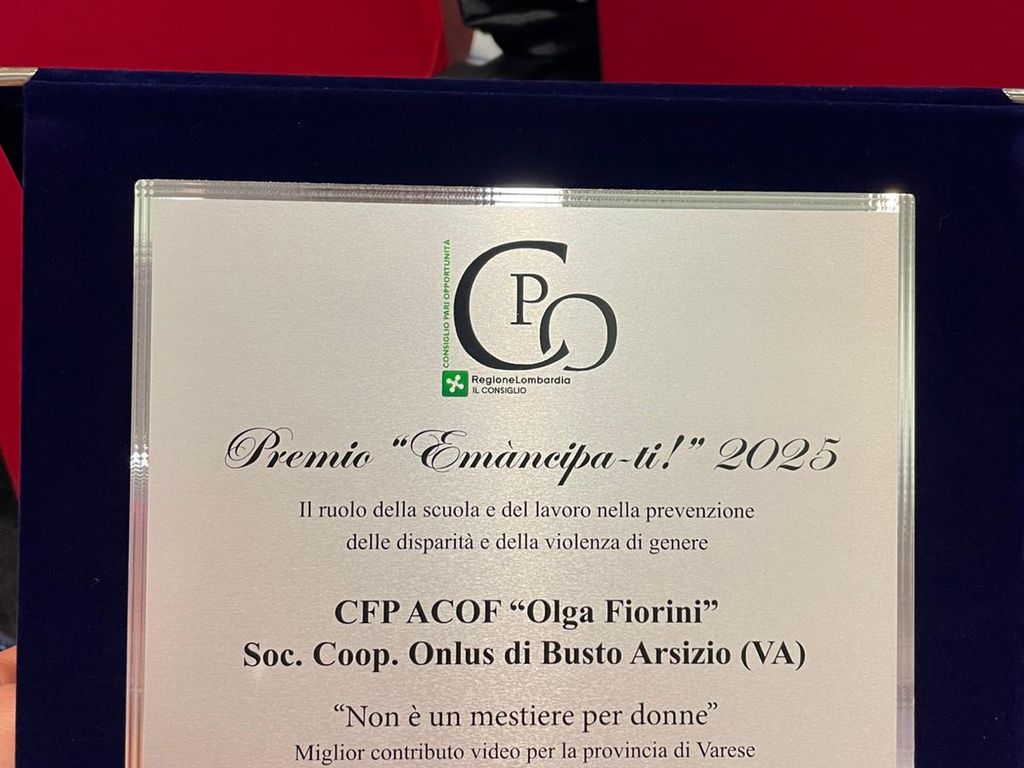 CONSIGLIO PARI OPPORTUNITÀ
CPO
RegioneLombardia
IL CONSIGLIO
Premio “Emàncipa-ti!” 2025
Il ruolo della scuola e del lavoro nella prevenzione
delle disparità e della violenza di genere
CFP ACOF “Olga Fiorini”
Soc. Coop. Onlus di Busto Arsizio (VA)
“Non è un mestiere per donne”
Miglior contributo video per la provincia di Varese